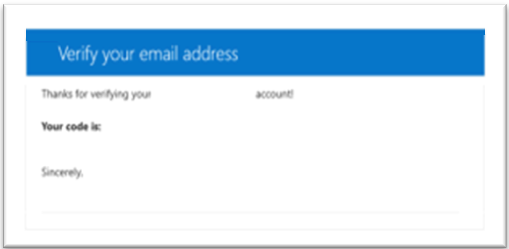 Verify your email address
Thanks for verifying your account!
Your code is:
Sincerely,